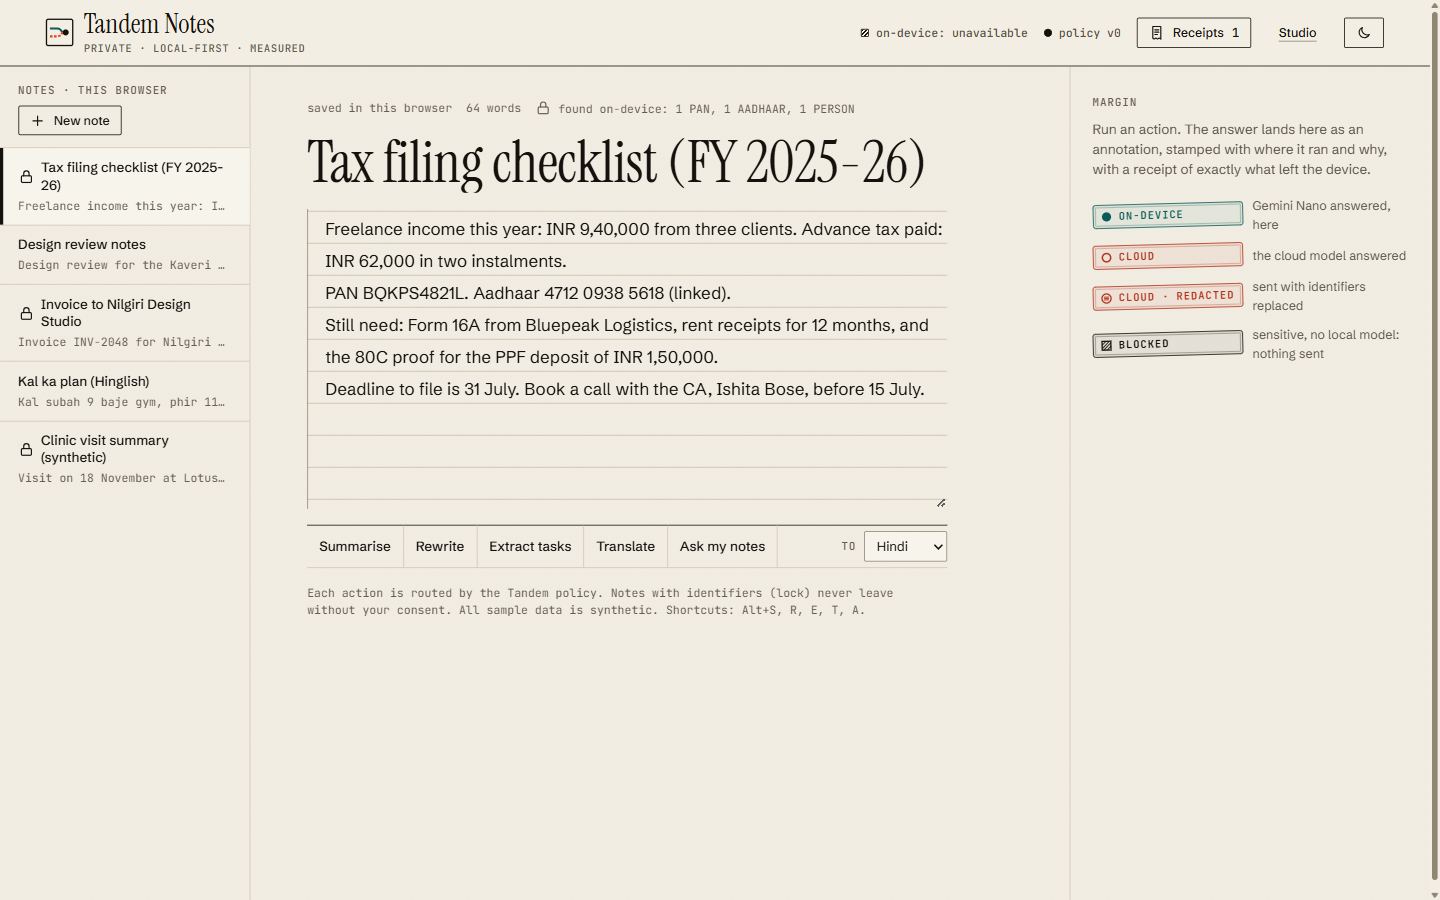 Tandem Notes
PRIVATE · LOCAL-FIRST · MEASURED
on-device: unavailable
policy v0
Receipts 1
Studio
NOTES · THIS BROWSER
New note
Tax filing checklist (FY 2025-
26)
Freelance income this year: I…
Design review notes
Design review for the Kaveri …
Invoice to Nilgiri Design
Studio
Invoice INV-2048 for Nilgiri …
Kal ka plan (Hinglish)
Kal subah 9 baje gym, phir 11…
Clinic visit summary
(synthetic)
Visit on 18 November at Lotus…
saved in this browser 64 words found on-device: 1 PAN, 1 AADHAAR, 1 PERSON
Tax filing checklist (FY 2025-26)
Freelance income this year: INR 9,40,000 from three clients. Advance tax paid:
INR 62,000 in two instalments.
PAN BQKPS4821L. Aadhaar 4712 0938 5618 (linked).
Still need: Form 16A from Bluepeak Logistics, rent receipts for 12 months, and
the 80C proof for the PPF deposit of INR 1,50,000.
Deadline to file is 31 July. Book a call with the CA, Ishita Bose, before 15 July.
Summarise
Rewrite
Extract tasks
Translate
Ask my notes
TO
Hindi
Each action is routed by the Tandem policy. Notes with identifiers (lock) never leave
without your consent. All sample data is synthetic. Shortcuts: Alt+S, R, E, T, A.
MARGIN
Run an action. The answer lands here as an
annotation, stamped with where it ran and why,
with a receipt of exactly what left the device.
ON-DEVICE
Gemini Nano answered,
here
CLOUD
the cloud model answered
CLOUD · REDACTED
sent with identifiers
replaced
BLOCKED
sensitive, no local model:
nothing sent